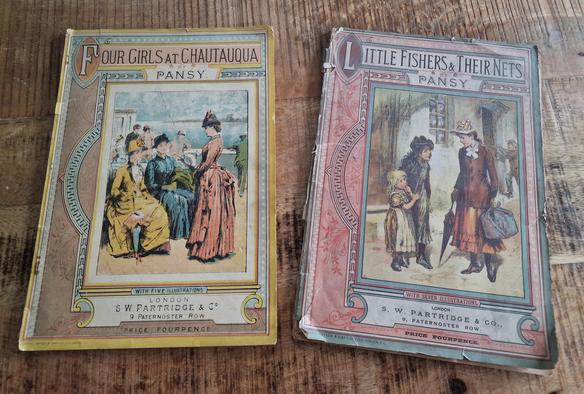 FOUR GIRLS AT CHAUTAUQUA
PANSY
WITH FIVE ILLUSTRATIONS
LONDON
S.W. PARTRIDGE & Co
9 PATERNOSTER ROW
PRICE FOURPENCE
LITTLE FISHERS & THEIR NETS
PANSY
WITH SEVEN ILLUSTRATIONS
LONDON
S. W. PARTRIDGE & CO.,
9, PATERNOSTER ROW.
PRICE FOURPENCE.